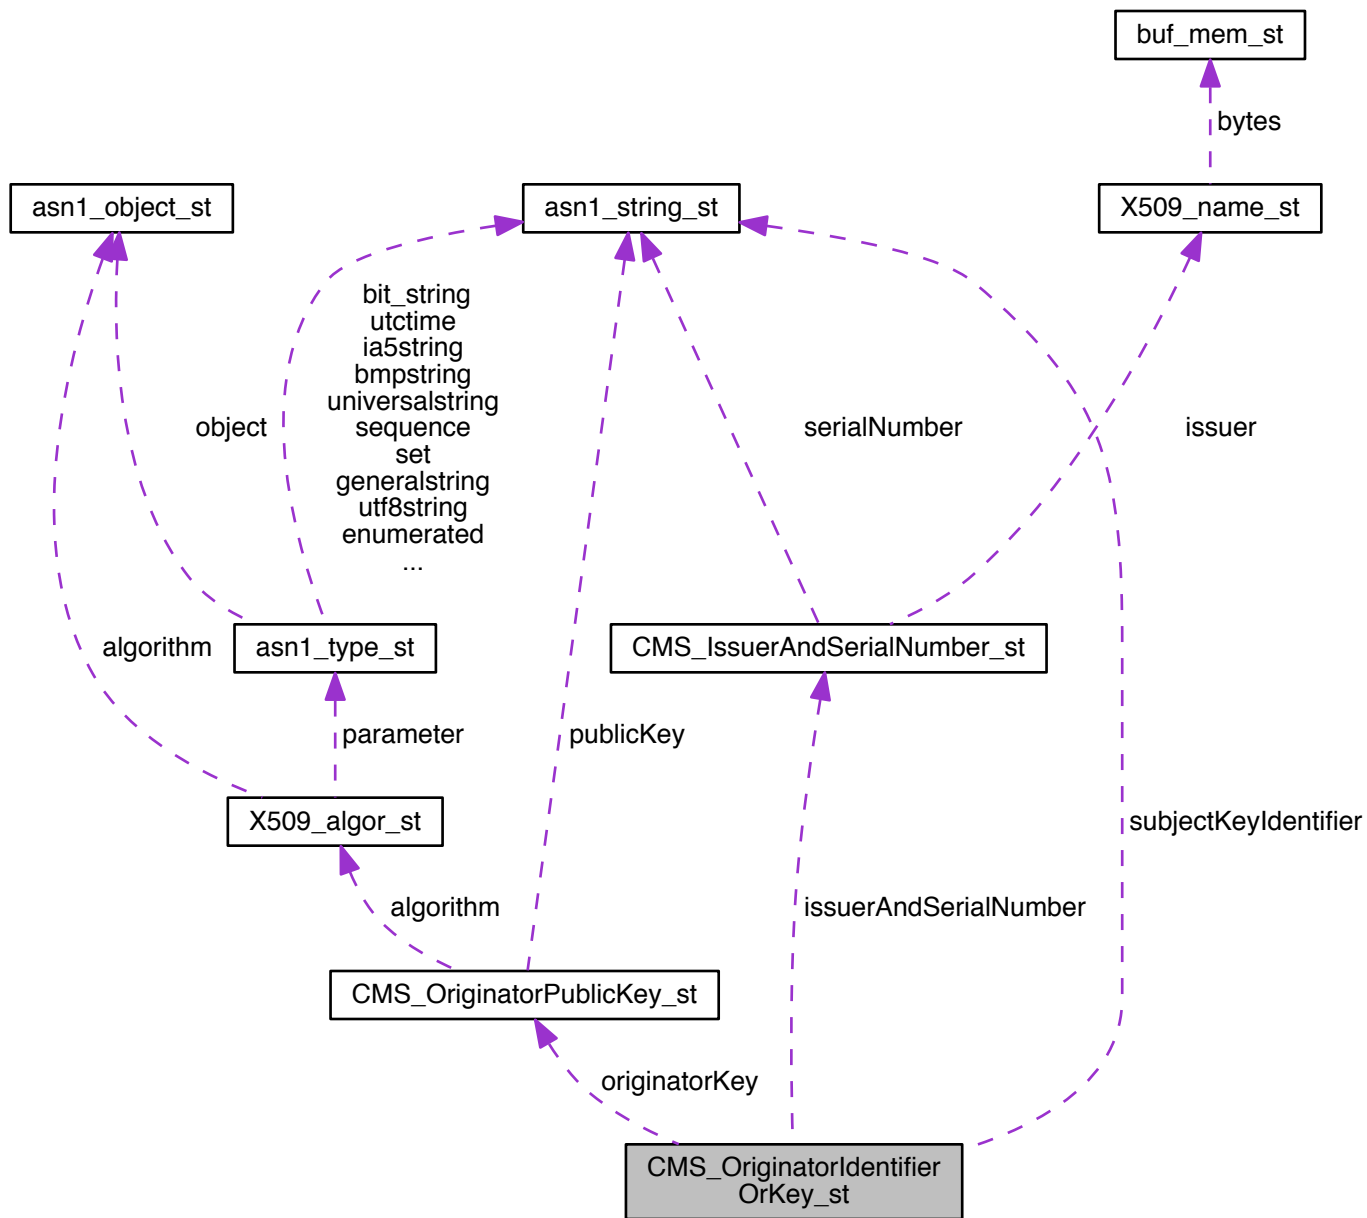 buf_mem_st
bytes
asn1_object_st
asn1_string_st
X509_name_st
bit_string
utctime
ia5string
bmpstring
universalstring
object
sequence
serialNumber
issuer
set
generalstring
utf8string
enumerated
...
algorithm
asn1_type_st
CMS_IssuerAndSerialNumber_st
parameter
publicKey
X509_algor_st
subjectKeyIdentifier
algorithm
issuerAndSerialNumber
CMS_OriginatorPublicKey_st
originatorKey
CMS_OriginatorIdentifier
OrKey_st